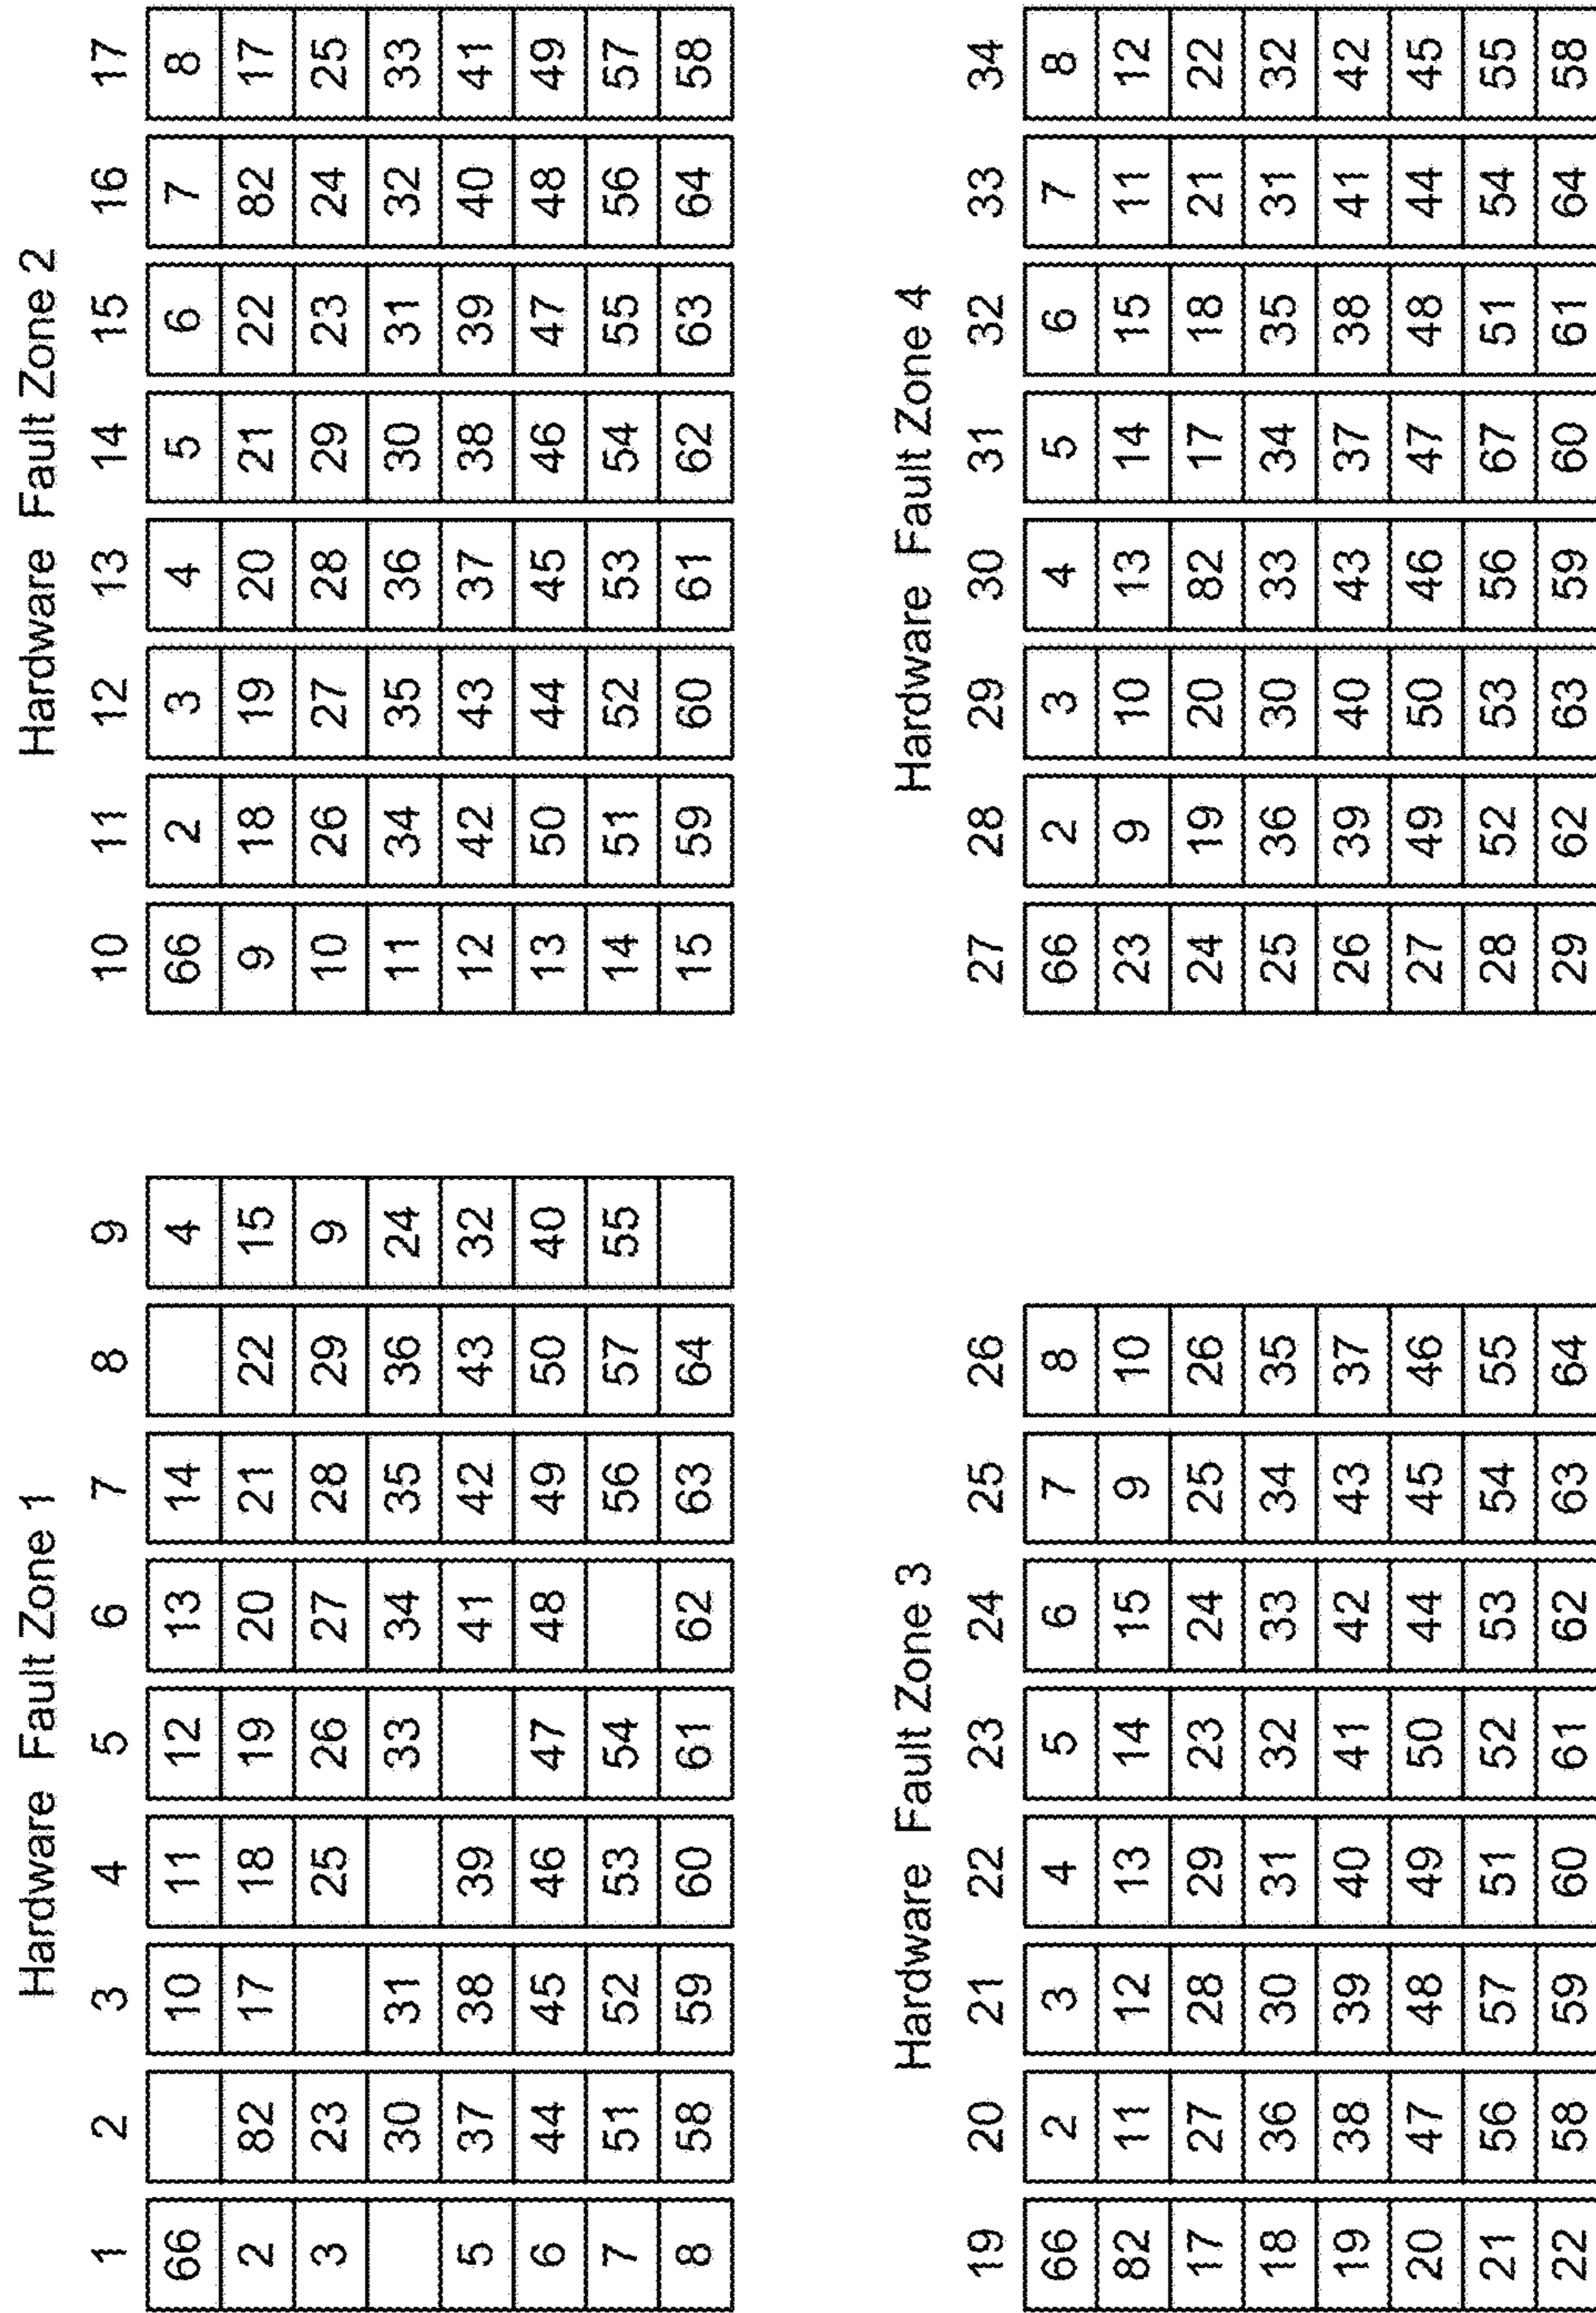 Hardware Fault Zone 1
1 2 3 4 5 6 7 8 9
66 10 11 12 13 14 4
2 82 17 18 19 20 21 22 15
3 23 25 26 27 28 29 9
30 31 33 34 35 36 24
5 37 38 39 41 42 43 32
6 44 45 46 47 48 49 50 40
7 51 52 53 54 56 57 55
8 58 59 60 61 62 63 64
Hardware Fault Zone 2
10 11 12 13 14 15 16 17
66 2 3 4 5 6 7 8
9 18 19 20 21 22 82 17
10 26 27 28 29 23 24 25
11 34 35 36 30 31 32 33
12 42 43 37 38 39 40 41
13 50 44 45 46 47 48 49
14 51 52 53 54 55 56 57
15 59 60 61 62 63 64 58
Hardware Fault Zone 3
19 20 21 22 23 24 25 26
66 2 3 4 5 6 7 8
82 11 12 13 14 15 9 10
17 27 28 29 23 24 25 26
18 36 30 31 32 33 34 35
19 38 39 40 41 42 43 37
20 47 48 49 50 44 45 46
21 56 57 51 52 53 54 55
22 58 59 60 61 62 63 64
Hardware Fault Zone 4
27 28 29 30 31 32 33 34
66 2 3 4 5 6 7 8
23 9 10 13 14 15 11 12
24 19 20 82 17 18 21 22
25 36 30 33 34 35 31 32
26 39 40 43 37 38 41 42
27 49 50 46 47 48 44 45
28 52 53 56 67 51 54 55
29 62 63 59 60 61 64 58